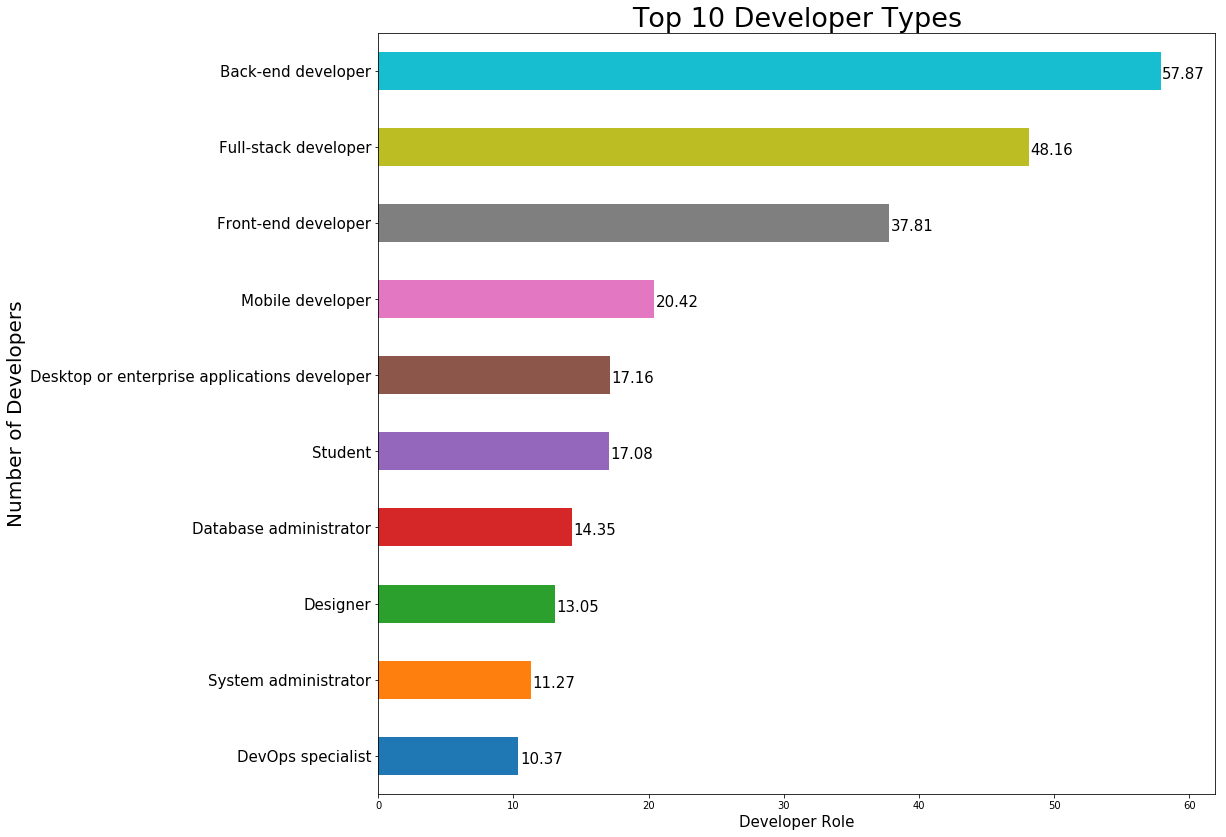 Top 10 Developer Types
Number of Developers
Back-end developer 57.87
Full-stack developer 48.16
Front-end developer 37.81
Mobile developer 20.42
Desktop or enterprise applications developer 17.16
Student 17.08
Database administrator 14.35
Designer 13.05
System administrator 11.27
DevOps specialist 10.37
0 10 20 30 40 50 60
Developer Role